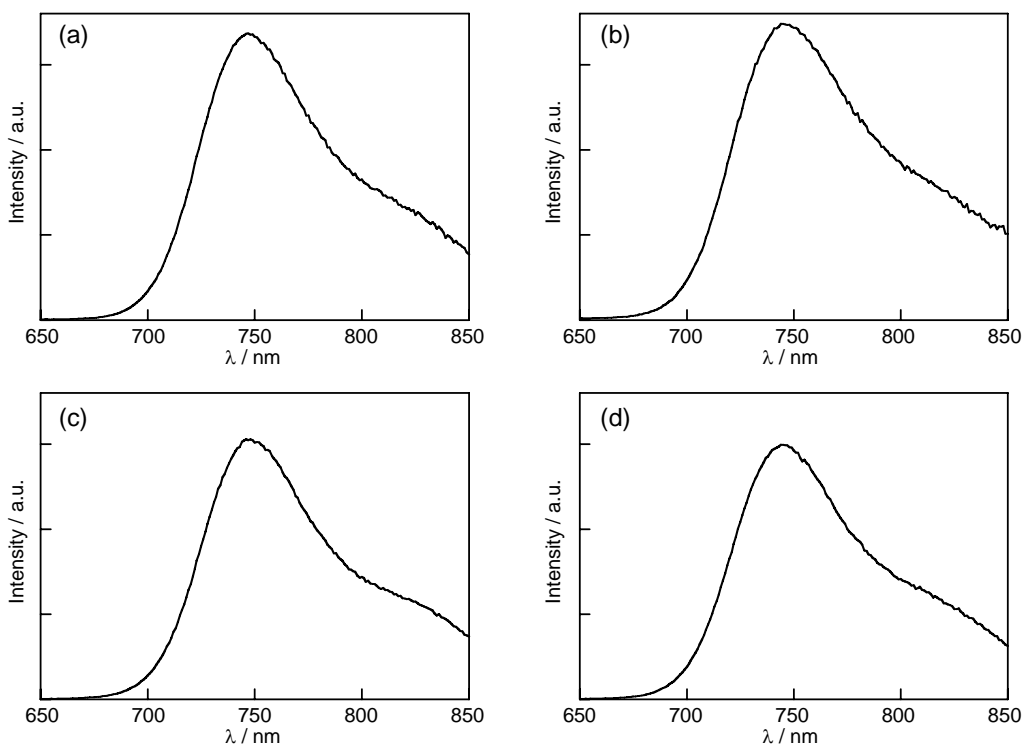 (a)
Intensity / a.u.
650 700 750 800 850
λ / nm
(b)
Intensity / a.u.
650 700 750 800 850
λ / nm
(c)
Intensity / a.u.
650 700 750 800 850
λ / nm
(d)
Intensity / a.u.
650 700 750 800 850
λ / nm